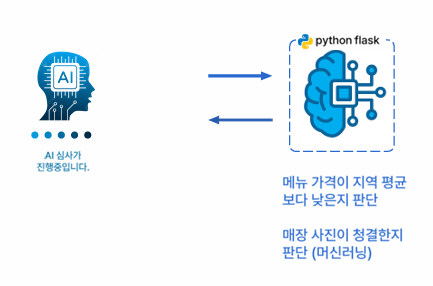 python flask
AI
AI 심사가
진행중입니다.
메뉴 가격이 지역 평균
보다 낮은지 판단
매장 사진이 청결한지
판단 (머신러닝)